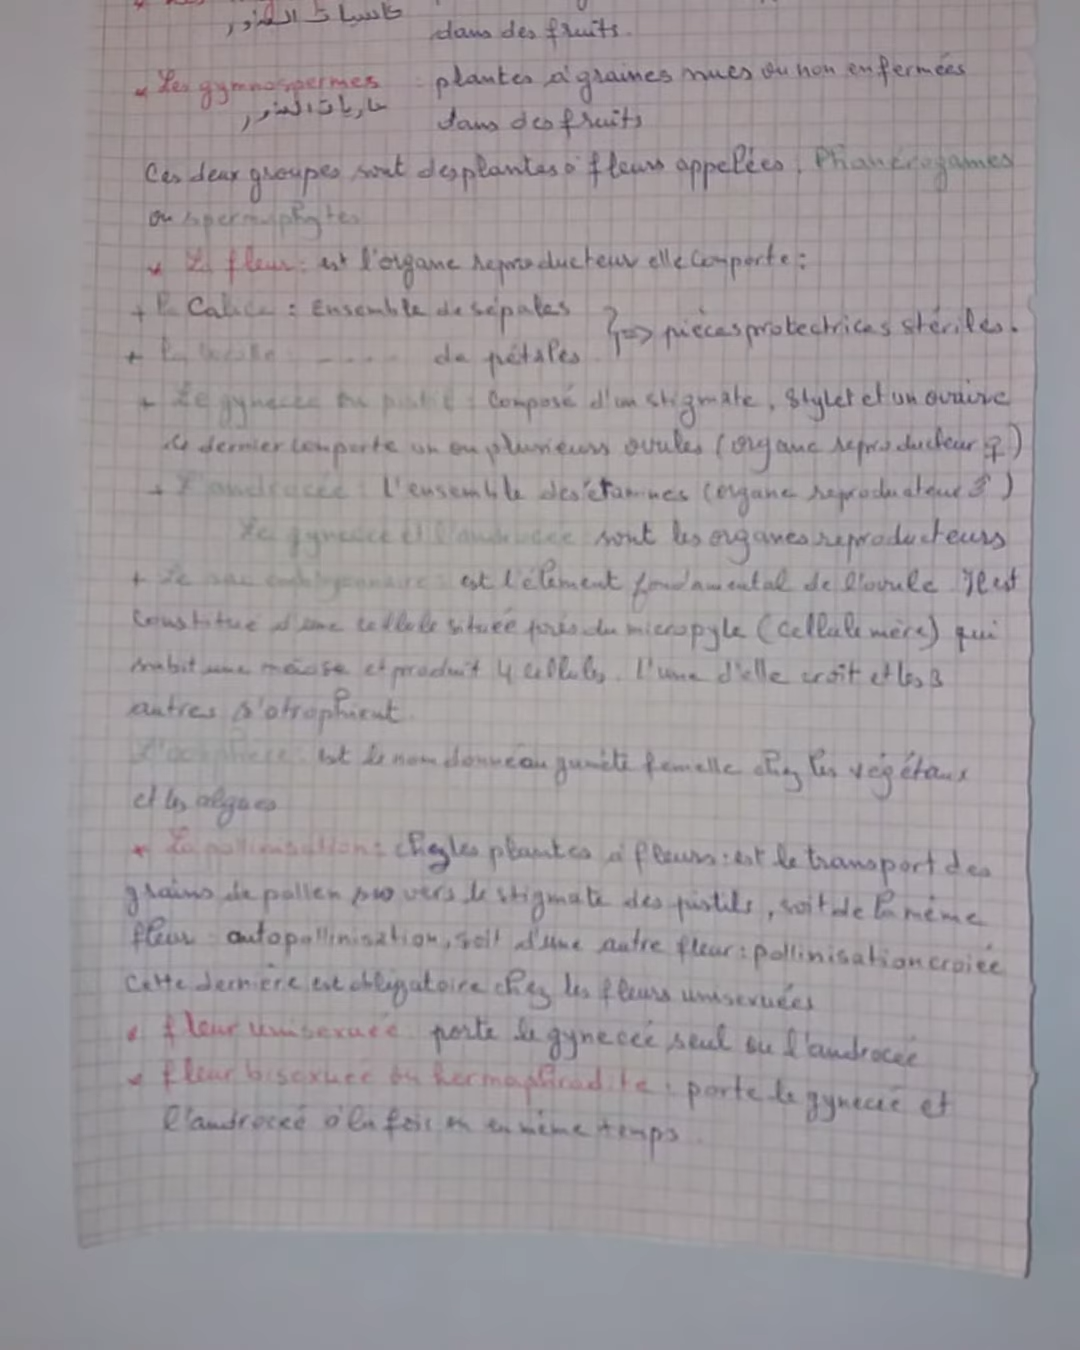 كاسيات البذور
dans des fruits.
Les gymnospermes : plantes à graines nues ou non enfermées
عاريات البذور
dans des fruits
Ces deux groupes sont des plantes à fleurs appelées : Phanérogames
ou spermaphytes
La fleur : est l'organe reproducteur elle comporte :
+ Le Calice : Ensemble de sépales
} => pièces protectrices stériles.
+ La corolle : ---- de pétales
+ Le gynécée ou pistil : Composé d'un stigmate, Stylet et un ovaire
Ce dernier comporte un ou plusieurs ovules (organe reproducteur ♀)
+ L'androcée : l'ensemble des étamines (organe reproducteur ♂)
Le gynécée et l'androcée sont les organes reproducteurs
+ Le sac embryonnaire : est l'élément fondamental de l'ovule. Il est
constitué d'une cellule située près du micropyle (Cellule mère) qui
subit une méiose et produit 4 cellules. l'une d'elle croît et les 3
autres s'atrophient.
L'oosphère : est le nom donné au gamète femelle chez les végétaux
et les algues
* La pollinisation : chez les plantes à fleurs : est le transport des
grains de pollen vers le stigmate des pistils, soit de la même
fleur : autopollinisation, soit d'une autre fleur : pollinisation croiée
Cette dernière est obligatoire chez les fleurs unisexuées
fleur unisexuée : porte le gynecée seul ou l'androcée
fleur bisexuée ou hermaphrodite : porte le gynecée et
l'androceé à la fois en même temps.